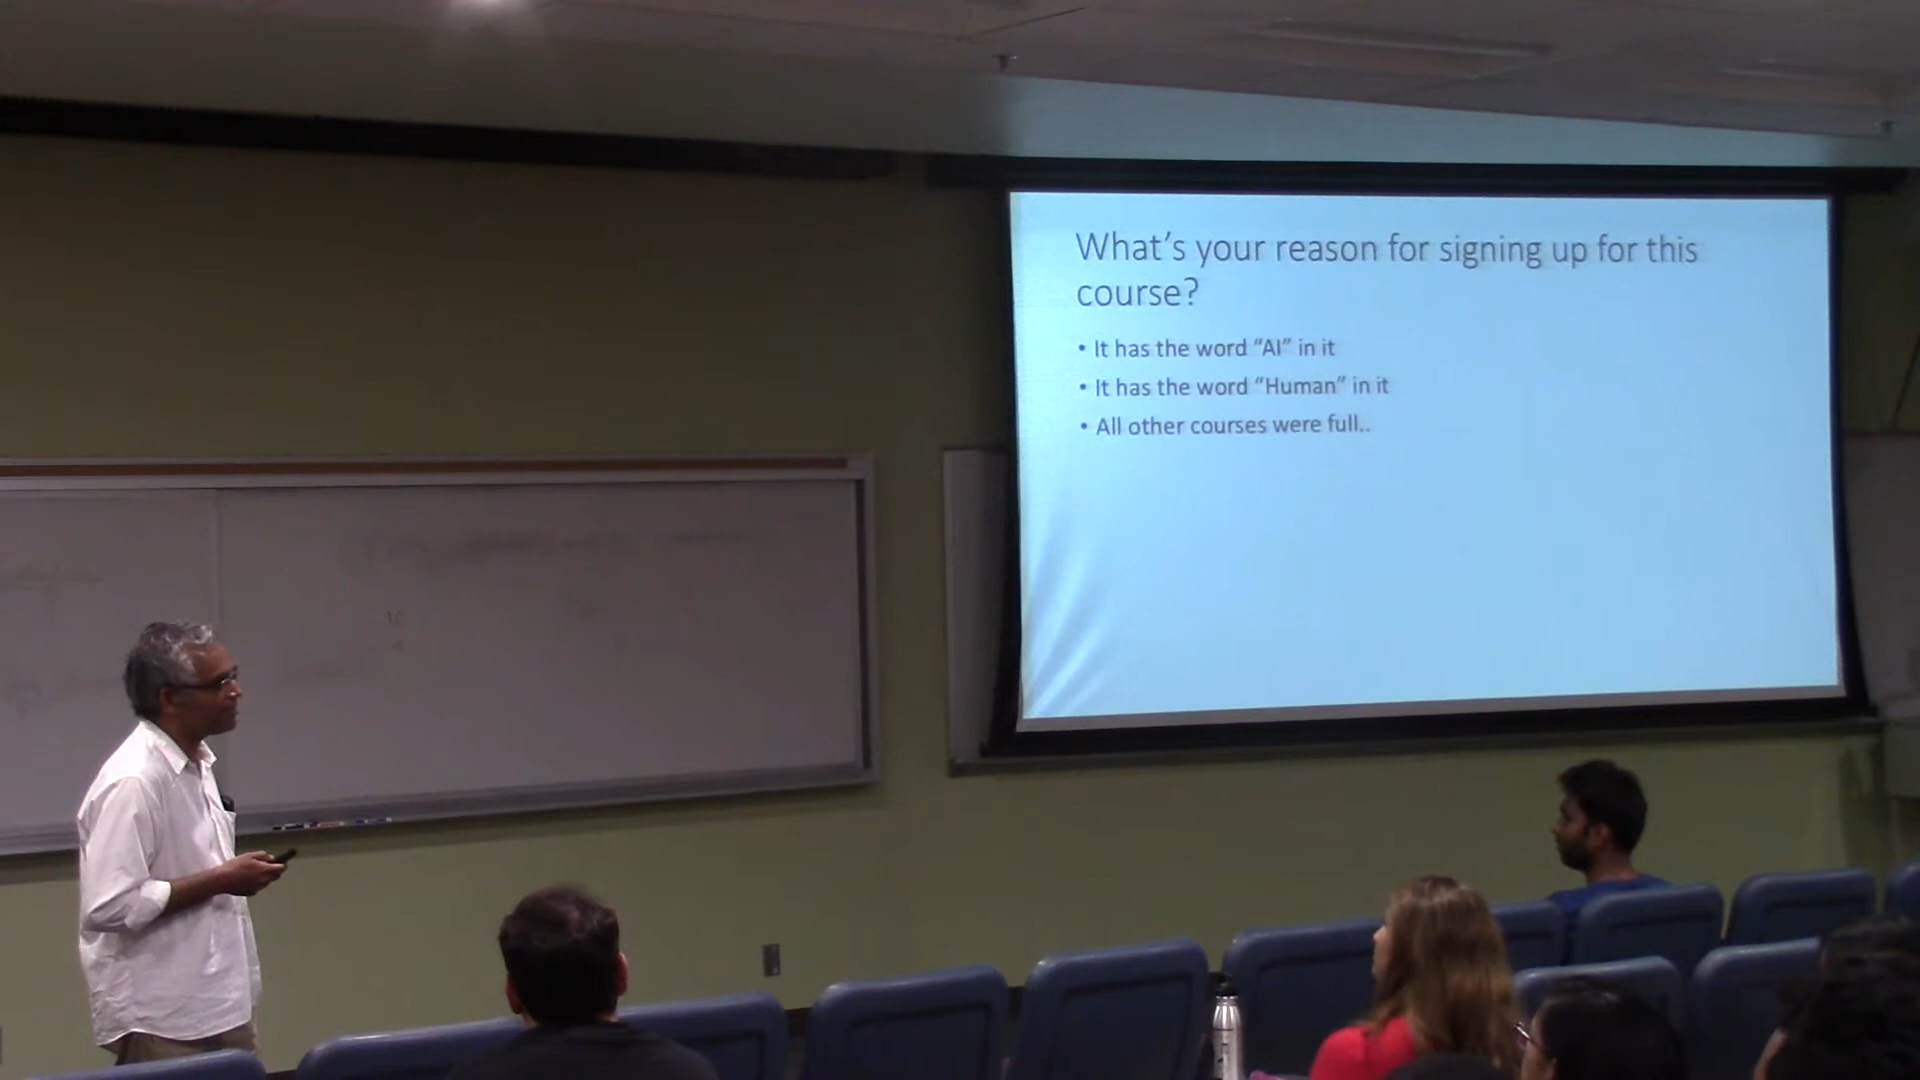 What's your reason for signing up for this
course?
• It has the word “AI” in it
• It has the word “Human” in it
• All other courses were full..